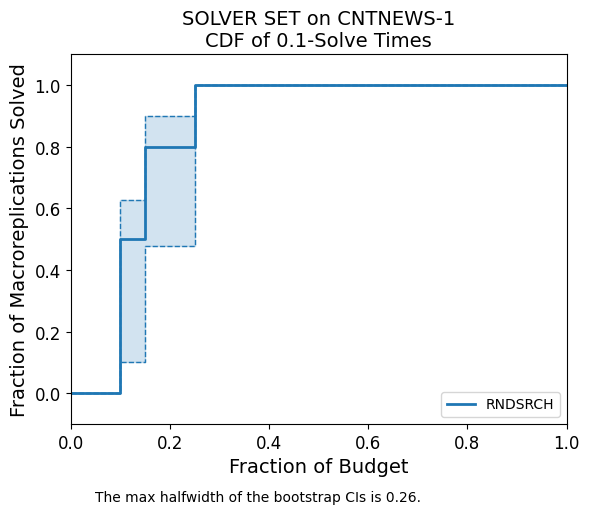 SOLVER SET on CNTNEWS-1
CDF of 0.1-Solve Times
Fraction of Macroreplications Solved
1.0
0.8
0.6
0.4
0.2
0.0
RNDSRCH
0.0 0.2 0.4 0.6 0.8 1.0
Fraction of Budget
The max halfwidth of the bootstrap CIs is 0.26.